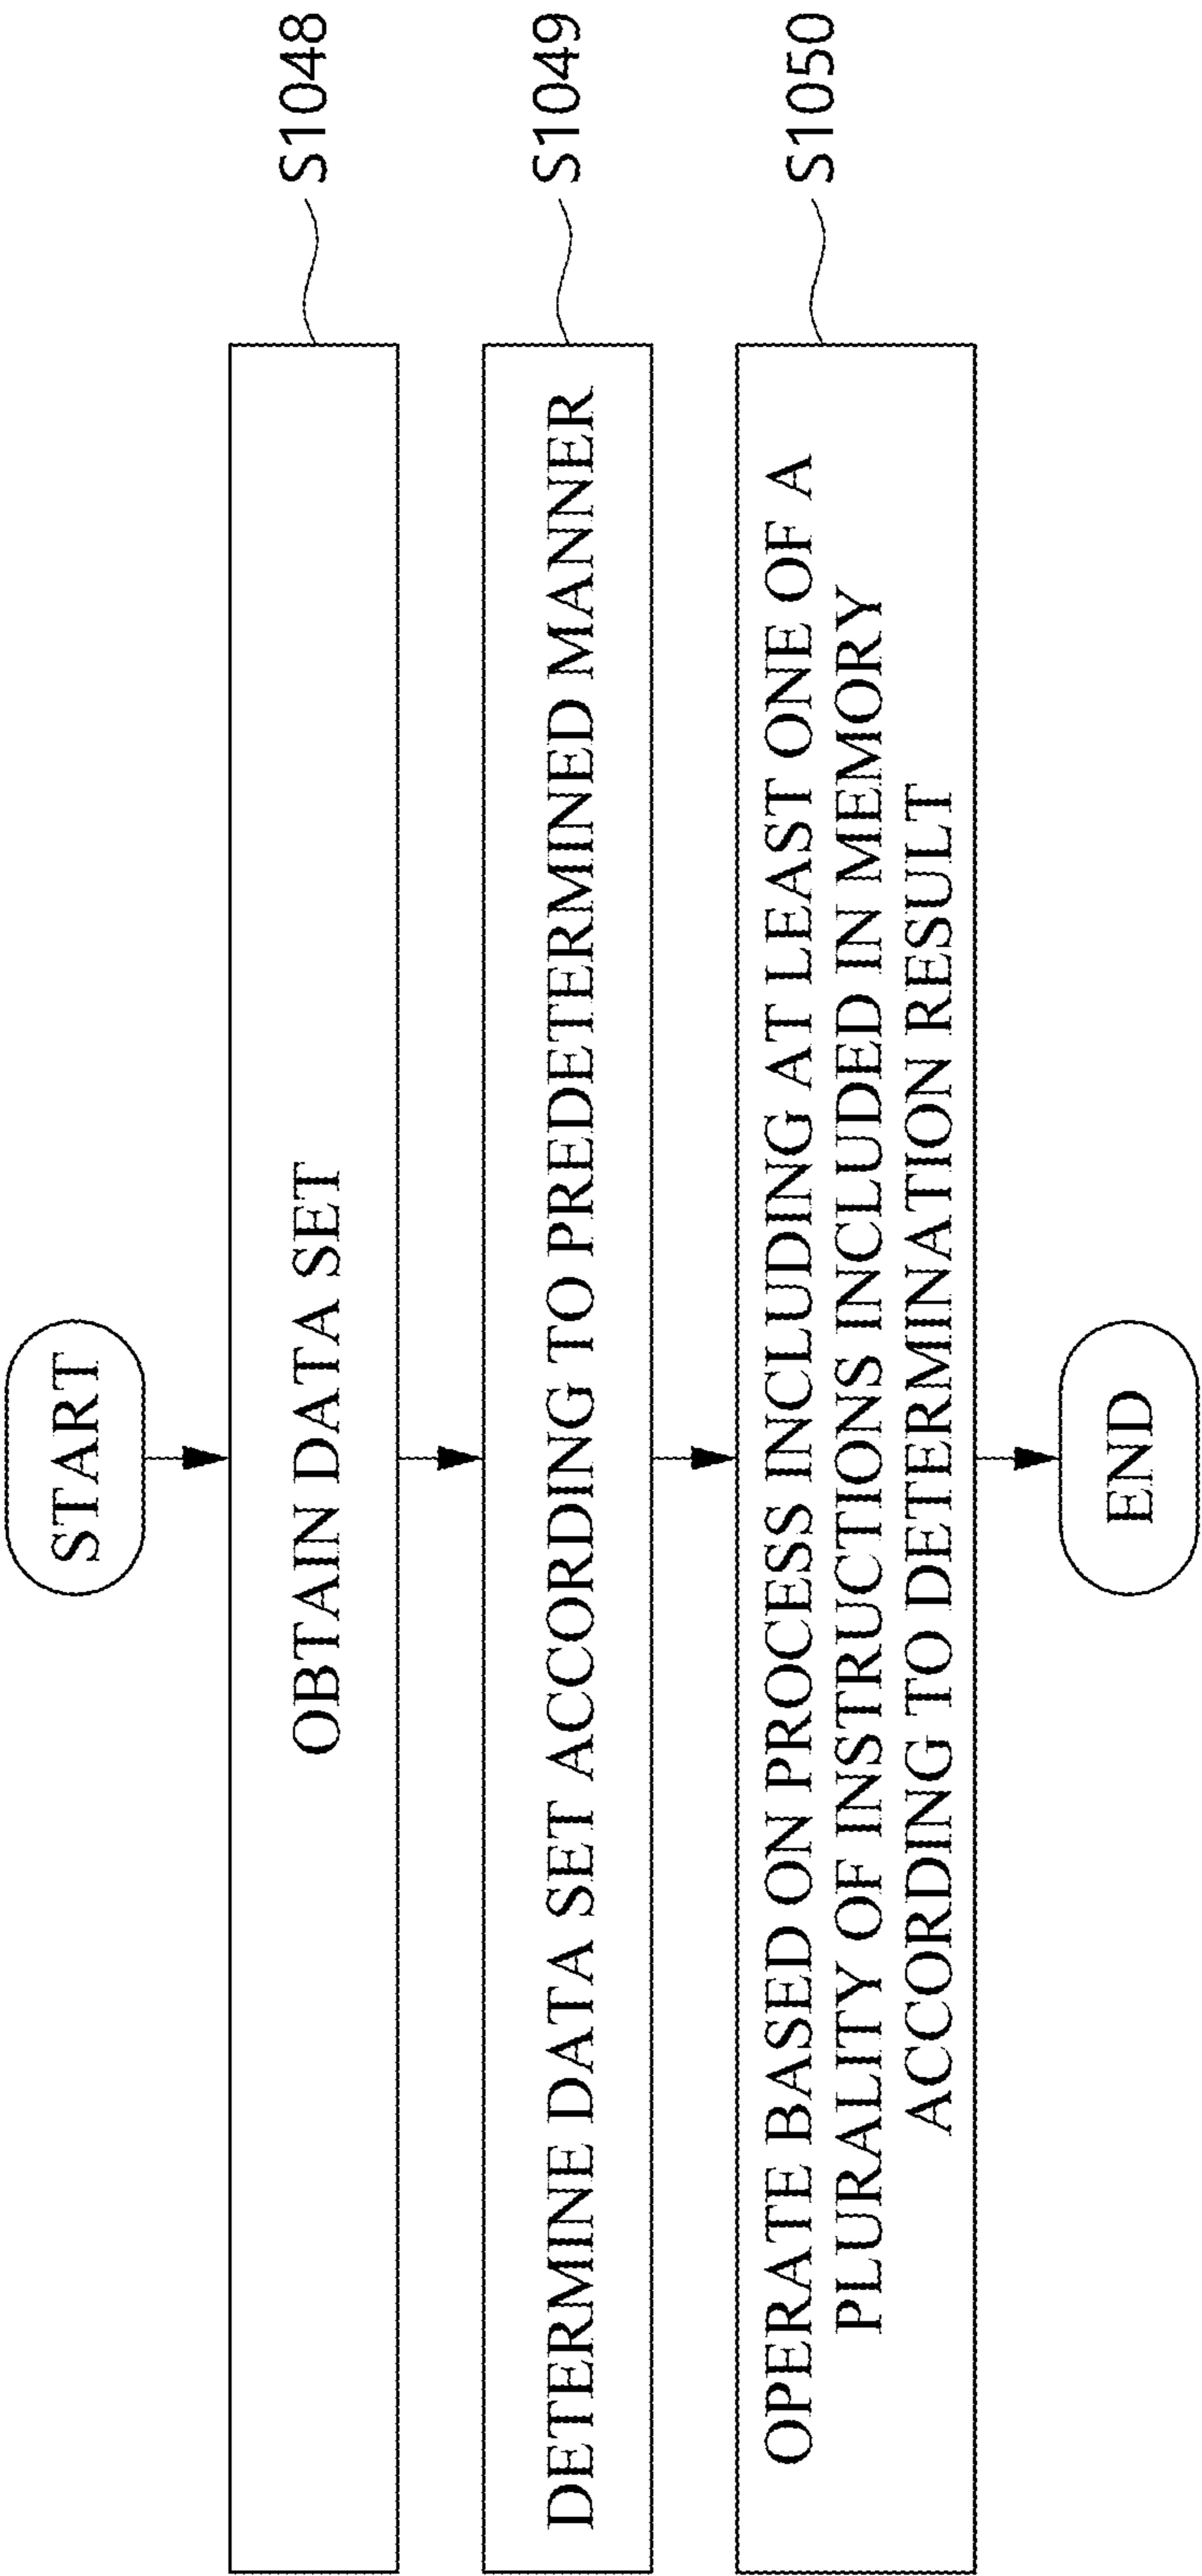 START
OBTAIN DATA SET
S1048
DETERMINE DATA SET ACCORDING TO PREDETERMINED MANNER
S1049
OPERATE BASED ON PROCESS INCLUDING AT LEAST ONE OF A
PLURALITY OF INSTRUCTIONS INCLUDED IN MEMORY
ACCORDING TO DETERMINATION RESULT
S1050
END